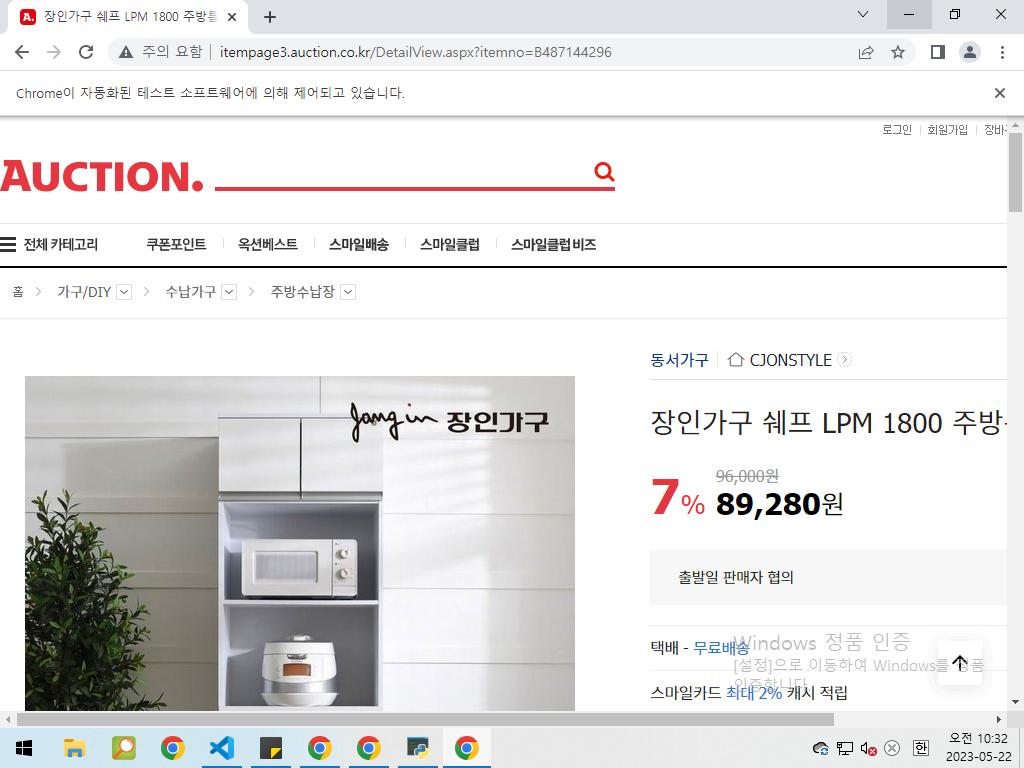 장인가구 쉐프 LPM 1800 주방틈
주의 요함 itempage3.auction.co.kr/DetailView.aspx?itemno=B487144296
Chrome이 자동화된 테스트 소프트웨어에 의해 제어되고 있습니다.
로그인 회원가입 장바
AUCTION.
전체 카테고리 쿠폰포인트 옥션베스트 스마일배송 스마일클럽 스마일클럽 비즈
홈 가구/DIY 수납가구 주방수납장
동서가구 CJONSTYLE
Jang in 장인가구
장인가구 쉐프 LPM 1800 주방
96,000원
7% 89,280원
출발일 판매자 협의
택배 - 무료배송
Windows 정품 인증
[설정]으로 이동하여 Windows를 정품
인증합니다.
스마일카드 최대 2% 캐시 적립
한
오전 10:32
2023-05-22